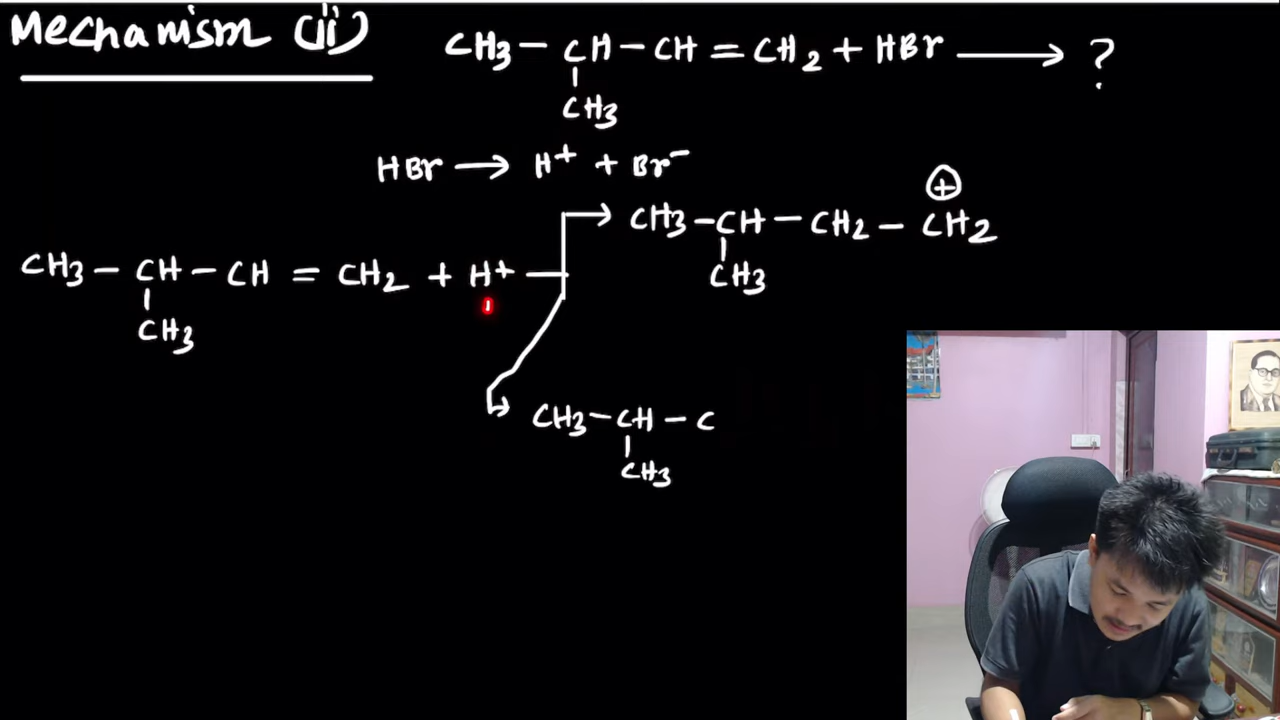 Mechanism (ii)
CH3 — CH — CH = CH2 + HBr ⟶ ?
CH3
HBr ⟶ H+ + Br−
CH3 — CH — CH2 — CH2
+
CH3
CH3 — CH — CH = CH2 + H+
CH3
CH3 — CH — C
CH3